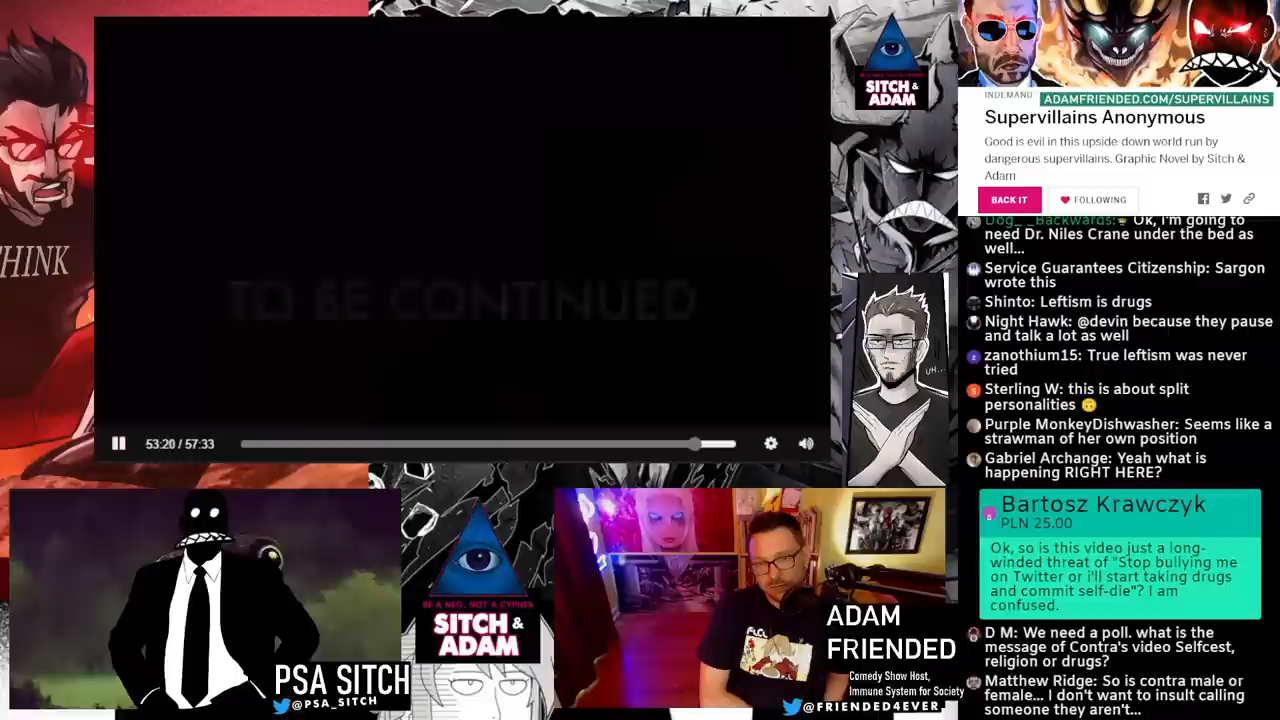 HINK
TO BE CONTINUED
53:20 / 57:33
SITCH &
ADAM
UH...
INDEMAND
ADAMFRIENDED.COM/SUPERVILLAINS
Supervillains Anonymous
Good is evil in this upside-down world run by
dangerous supervillains. Graphic Novel by Sitch &
Adam
BACK IT
FOLLOWING
Dog_ _Backwards: Ok, I'm going to
need Dr. Niles Crane under the bed as
well...
Service Guarantees Citizenship: Sargon
wrote this
Shinto: Leftism is drugs
Night Hawk: @devin because they pause
and talk a lot as well
zanothium15: True leftism was never
tried
Sterling W: this is about split
personalities 🙃
Purple MonkeyDishwasher: Seems like a
strawman of her own position
Gabriel Archange: Yeah what is
happening RIGHT HERE?
Bartosz Krawczyk
PLN 25.00
Ok, so is this video just a long-
winded threat of "Stop bullying me
on Twitter or i'll start taking drugs
and commit self-die"? I am
confused.
D M: We need a poll. what is the
message of Contra's video Selfcest,
religion or drugs?
Matthew Ridge: So is contra male or
female... I don't want to insult calling
someone they aren't...
PSA SITCH
@PSA_SITCH
BE A NEO, NOT A CYPHER
SITCH &
ADAM
ADAM
FRIENDED
Comedy Show Host,
Immune System for Society
@FRIENDED4EVER